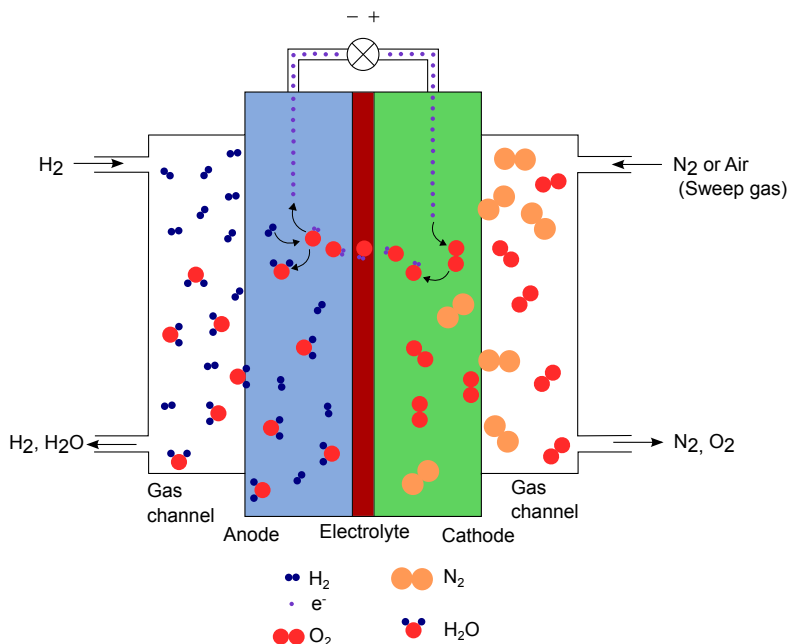 − +
H2
N2 or Air
(Sweep gas)
H2, H2O
N2, O2
Gas
channel
Anode
Electrolyte
Cathode
Gas
channel
H2
N2
e-
O2
H2O